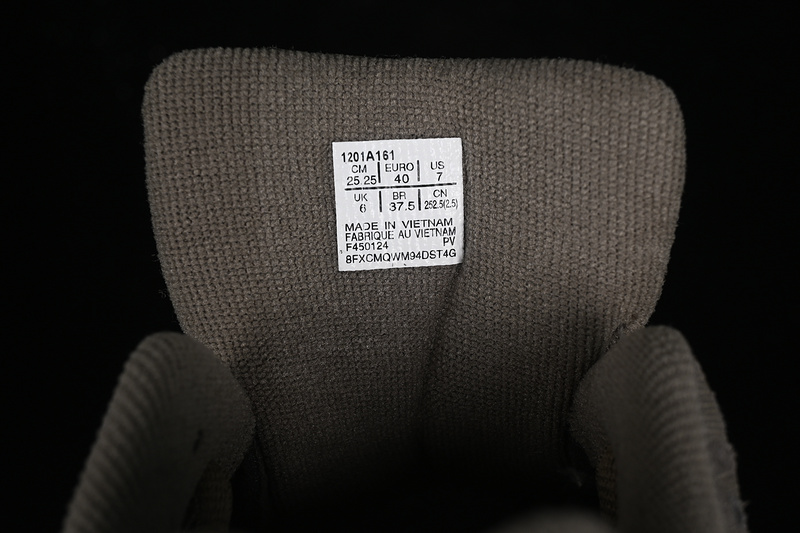 1201A161
CM EURO US
25.25 40 7
UK BR CN
6 37.5 252.5(2.5)
MADE IN VIETNAM
FABRIQUE AU VIETNAM
F450124 PV
8FXCMQWM94DST4G